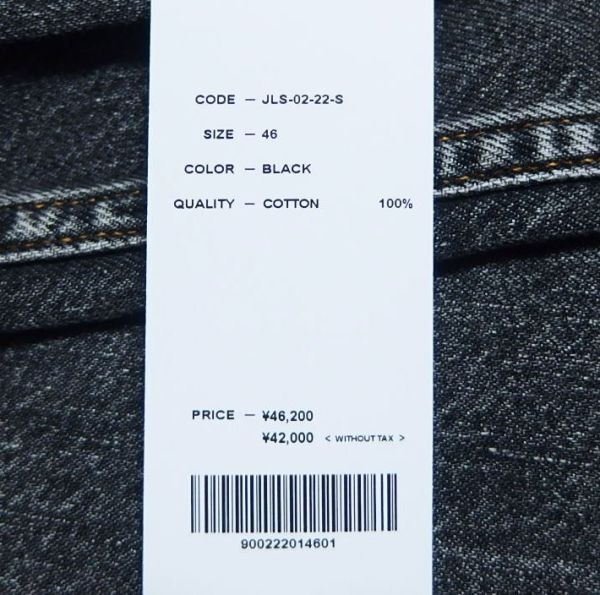 CODE — JLS-02-22-S
SIZE — 46
COLOR — BLACK
QUALITY — COTTON 100%
PRICE — ¥46,200
¥42,000 < WITHOUT TAX >
900222014601